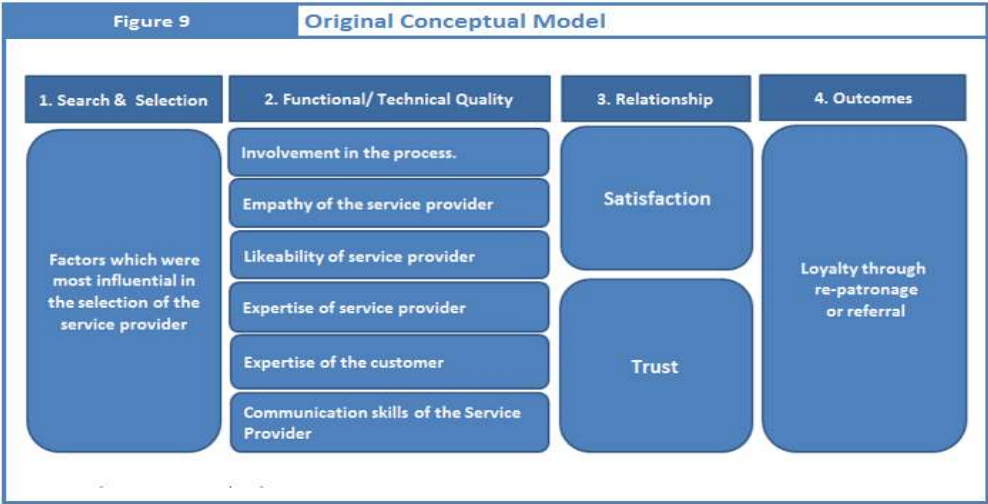 Figure 9
Original Conceptual Model
1. Search & Selection
2. Functional/ Technical Quality
3. Relationship
4. Outcomes
Factors which were
most influential in
the selection of the
service provider
Involvement in the process.
Empathy of the service provider
Likeability of service provider
Expertise of service provider
Expertise of the customer
Communication skills of the Service
Provider
Satisfaction
Trust
Loyalty through
re-patronage
or referral